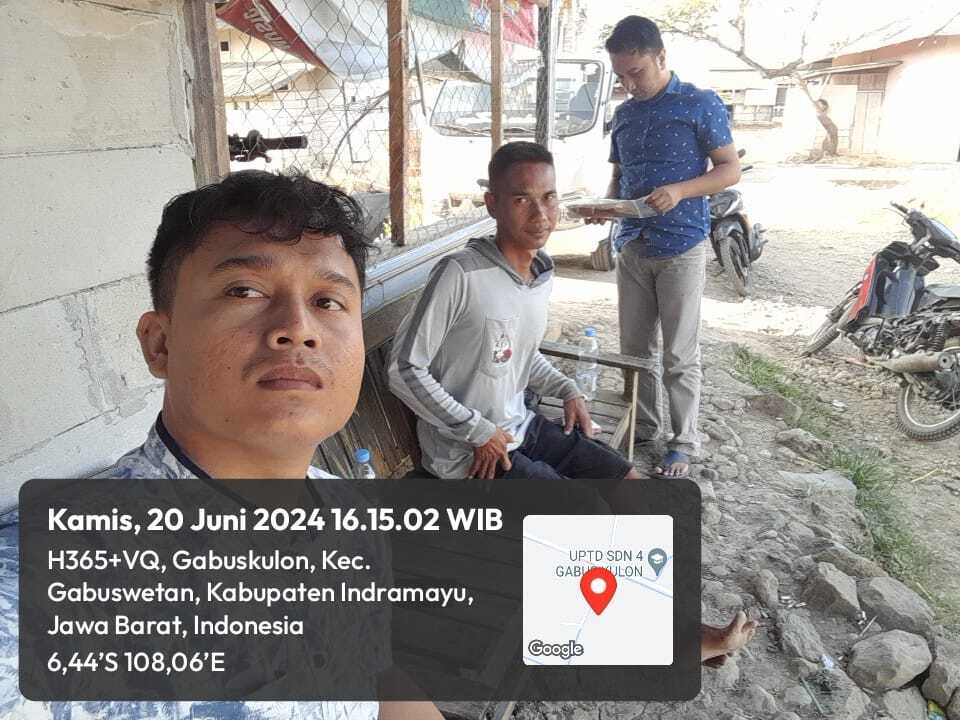 Kamis, 20 Juni 2024 16.15.02 WIB
H365+VQ, Gabuskulon, Kec.
Gabuswetan, Kabupaten Indramayu,
Jawa Barat, Indonesia
6,44’S 108,06’E
UPTD SDN 4
Google